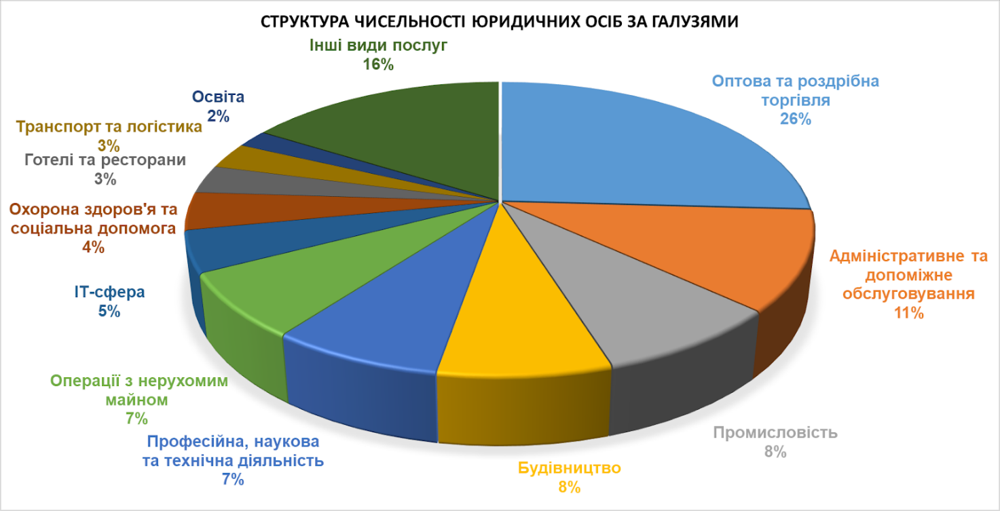 СТРУКТУРА ЧИСЕЛЬНОСТІ ЮРИДИЧНИХ ОСІБ ЗА ГАЛУЗЯМИ
Інші види послуг
16%
Оптова та роздрібна
торгівля
26%
Освіта
2%
Транспорт та логістика
3%
Готелі та ресторани
3%
Охорона здоров'я та
соціальна допомога
4%
Адміністративне та
допоміжне
обслуговування
11%
ІТ-сфера
5%
Операції з нерухомим
майном
7%
Професійна, наукова
та технічна діяльність
7%
Промисловість
8%
Будівництво
8%